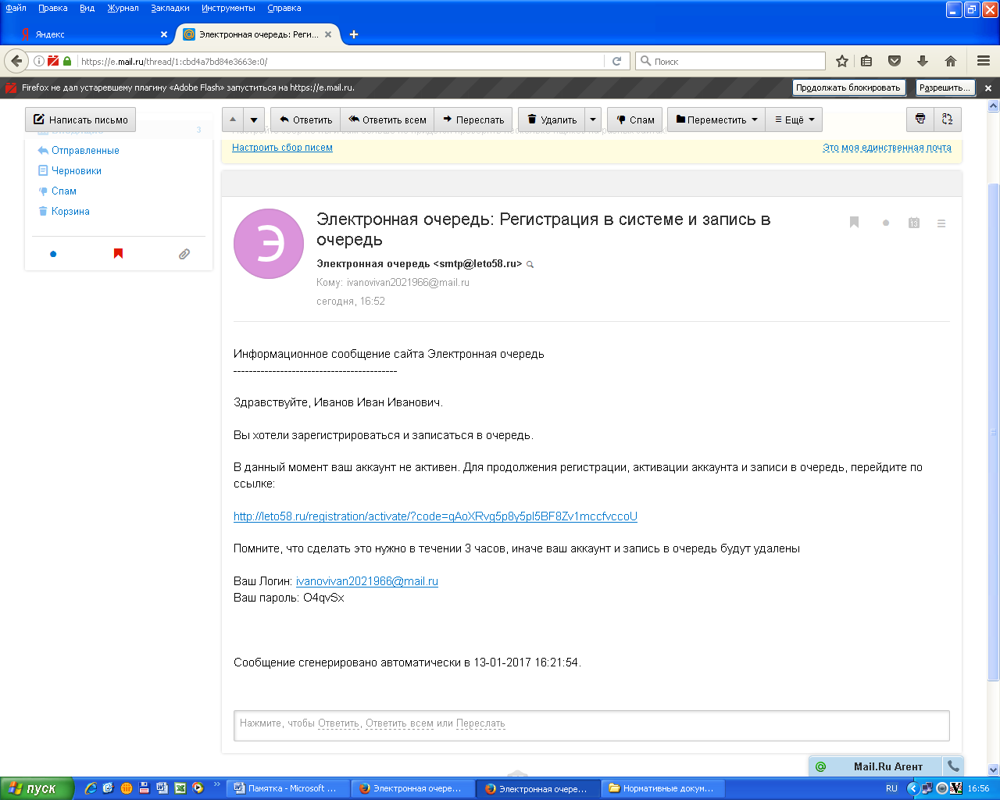 Файл Правка Вид Журнал Закладки Инструменты Справка
Яндекс
Электронная очередь: Реги...
https://e.mail.ru/thread/1:cbd4a7bd84e3663e:0/
Поиск
Firefox не дал устаревшему плагину «Adobe Flash» запуститься на https://e.mail.ru.
Продолжать блокировать
Разрешить...
Написать письмо
Ответить
Ответить всем
Переслать
Удалить
Спам
Переместить
Ещё
Входящие 3
Отправленные
Черновики
Спам
Корзина
Настроить сбор писем
Это моя единственная почта
Э
Электронная очередь: Регистрация в системе и запись в
очередь
13
Электронная очередь <smtp@leto58.ru>
Кому: ivanovivan2021966@mail.ru
сегодня, 16:52
Информационное сообщение сайта Электронная очередь
------------------------------------------
Здравствуйте, Иванов Иван Иванович.
Вы хотели зарегистрироваться и записаться в очередь.
В данный момент ваш аккаунт не активен. Для продолжения регистрации, активации аккаунта и записи в очередь, перейдите по
ссылке:
http://leto58.ru/registration/activate/?code=qAoXRvg5p8y5pI5BF8Zv1mccfvccoU
Помните, что сделать это нужно в течении 3 часов, иначе ваш аккаунт и запись в очередь будут удалены
Ваш Логин: ivanovivan2021966@mail.ru
Ваш пароль: O4qvSx
Сообщение сгенерировано автоматически в 13-01-2017 16:21:54.
Нажмите, чтобы Ответить, Ответить всем или Переслать
Mail.Ru Агент
пуск
Памятка - Microsoft ...
Электронная очере...
Электронная очере...
Нормативные докум...
RU
16:56